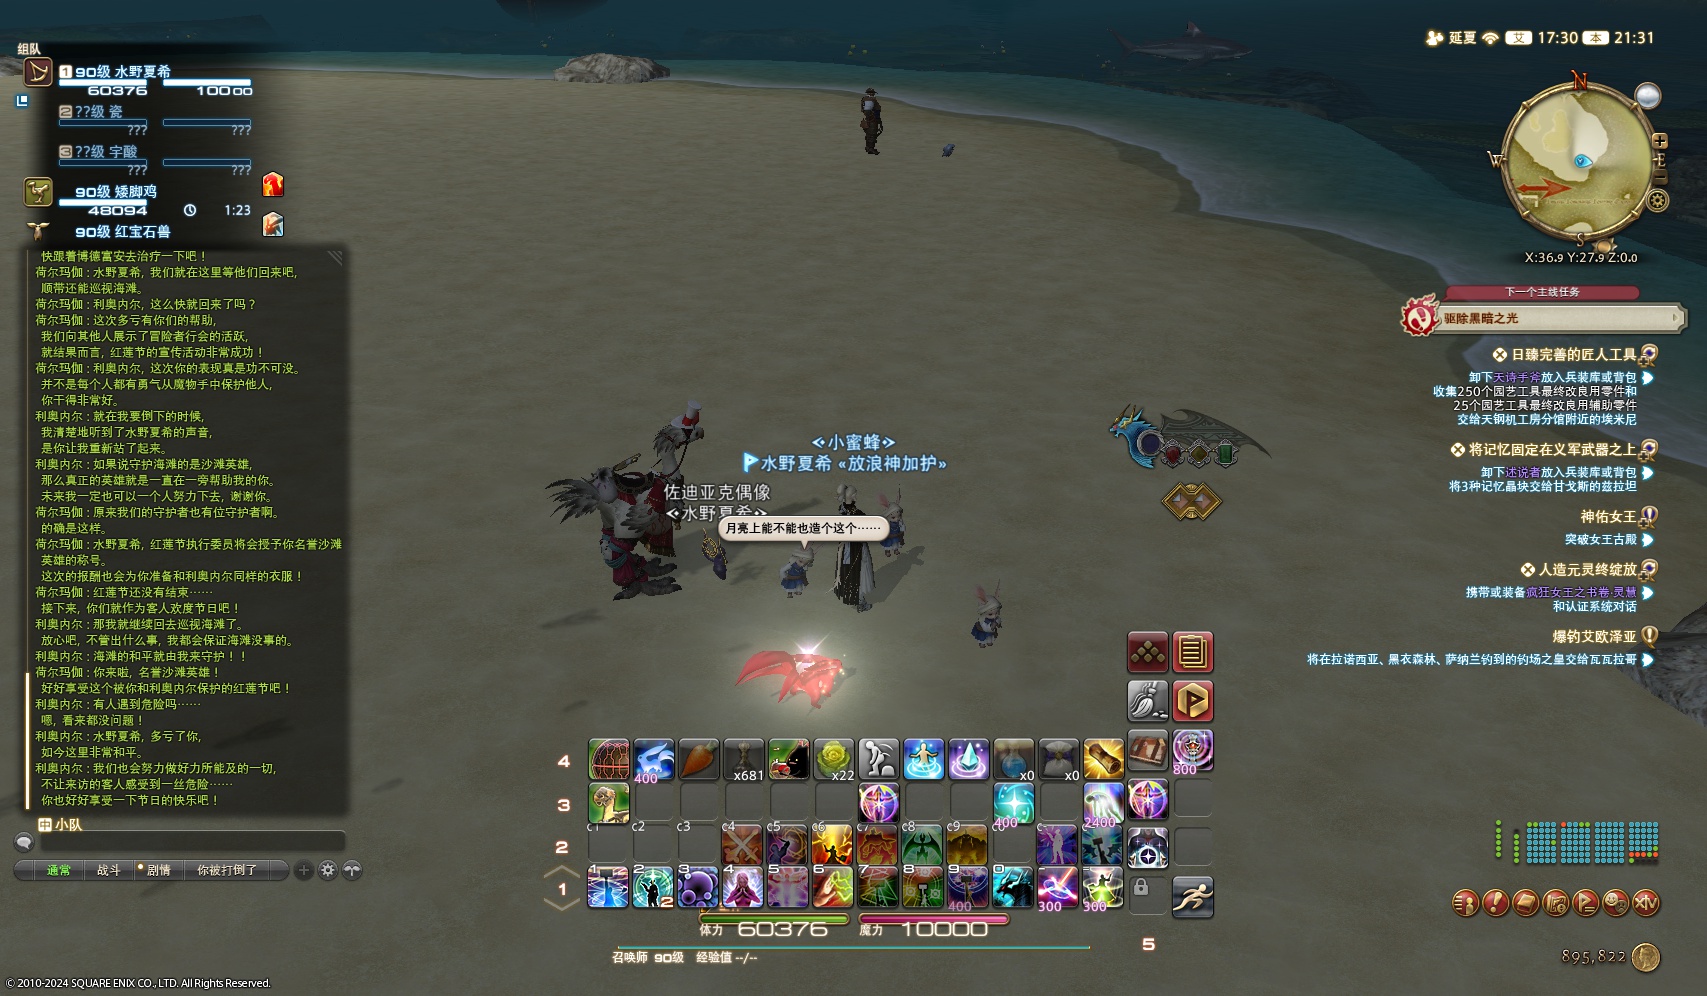 组队
1 90级 水野夏希
60376 10000
2 ??级 瓷
??? ???
3 ??级 宇酸
??? ???
90级 矮脚鸡
48094 1:23
90级 红宝石兽
快跟着博德富安去治疗一下吧！
荷尔玛伽：水野夏希，我们就在这里等他们回来吧，
顺带还能巡视海滩。
荷尔玛伽：利奥内尔，这么快就回来了吗？
荷尔玛伽：这次多亏有你们的帮助，
我们向其他人展示了冒险者行会的活跃，
就结果而言，红莲节的宣传活动非常成功！
荷尔玛伽：利奥内尔，这次你的表现真是功不可没。
并不是每个人都有勇气从魔物手中保护他人，
你干得非常好。
利奥内尔：就在我要倒下的时候，
我清楚地听到了水野夏希的声音，
是你让我重新站了起来。
利奥内尔：如果说守护海滩的是沙滩英雄，
那么真正的英雄就是一直在一旁帮助我的你。
未来我一定也可以一个人努力下去，谢谢你。
荷尔玛伽：原来我们的守护者也有位守护者啊。
的确是这样。
荷尔玛伽：水野夏希，红莲节执行委员将会授予你名誉沙滩
英雄的称号。
这次的报酬也会为你准备和利奥内尔同样的衣服！
荷尔玛伽：红莲节还没有结束……
接下来，你们就作为客人欢度节日吧！
利奥内尔：那我就继续回去巡视海滩了。
放心吧，不管出什么事，我都会保证海滩没事的。
利奥内尔：海滩的和平就由我来守护！！
荷尔玛伽：你来啦，名誉沙滩英雄！
好好享受这个被你和利奥内尔保护的红莲节吧！
利奥内尔：有人遇到危险吗……
嗯，看来都没问题！
利奥内尔：水野夏希，多亏了你，
如今这里非常和平。
利奥内尔：我们也会努力做好力所能及的一切，
不让来访的客人感受到一丝危险……
你也好好享受一下节日的快乐吧！
中 小队
通常 战斗 剧情 你被打倒了
‹小蜜蜂›
水野夏希 «放浪神加护»
佐迪亚克偶像
‹水野夏希›
月亮上能不能也造个这个……
延夏 艾 17:30 本 21:31
N
W E
S
X:36.9 Y:27.9 Z:0.0
下一个主线任务
驱除黑暗之光
日臻完善的匠人工具
卸下天诗手斧放入兵装库或背包
收集250个园艺工具最终改良用零件和
25个园艺工具最终改良用辅助零件
交给天钢机工房分馆附近的埃米尼
将记忆固定在义军武器之上
卸下述说者放入兵装库或背包
将3种记忆晶块交给甘戈斯的兹拉坦
神佑女王
突破女王古殿
人造元灵终绽放
携带或装备疯狂女王之书卷·灵慧
和认证系统对话
爆钓艾欧泽亚
将在拉诺西亚、黑衣森林、萨纳兰钓到的钓场之皇交给瓦瓦拉哥
4 400 x681 x22 x0 x0 800
3 400 2400
2 c1 c2 c3 c4 c5 c6 c7 c8 c9 c0
1 1 2 3 4 5 6 7 8 9 0
2 400 300 300
体力 60376 魔力 10000
5
召唤师 90级 经验值 --/--
895,822
© 2010-2024 SQUARE ENIX CO., LTD. All Rights Reserved.